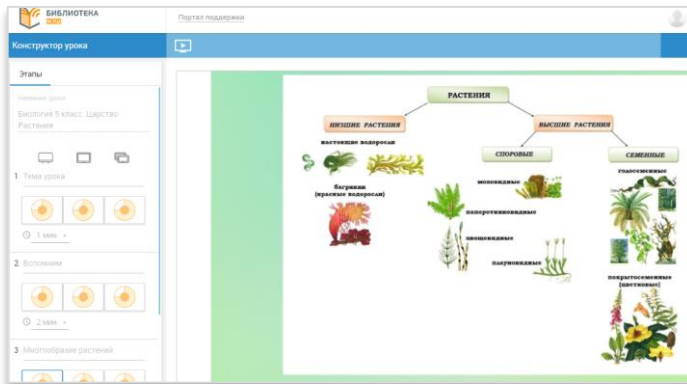 БИБЛИОТЕКА
МЭШ
Портал поддержки
Конструктор урока
Этапы
Название урока
Биология 5 класс. Царство
Растения
1 Тема урока
1 мин.
2 Вспомним
2 мин.
3 Многообразие растений
РАСТЕНИЯ
НИЗШИЕ РАСТЕНИЯ
ВЫСШИЕ РАСТЕНИЯ
настоящие водоросли
багрянки
(красные водоросли)
СПОРОВЫЕ
СЕМЕННЫЕ
моховидные
папоротниковидные
хвощевидные
плауновидные
голосеменные
покрытосеменные
(цветковые)